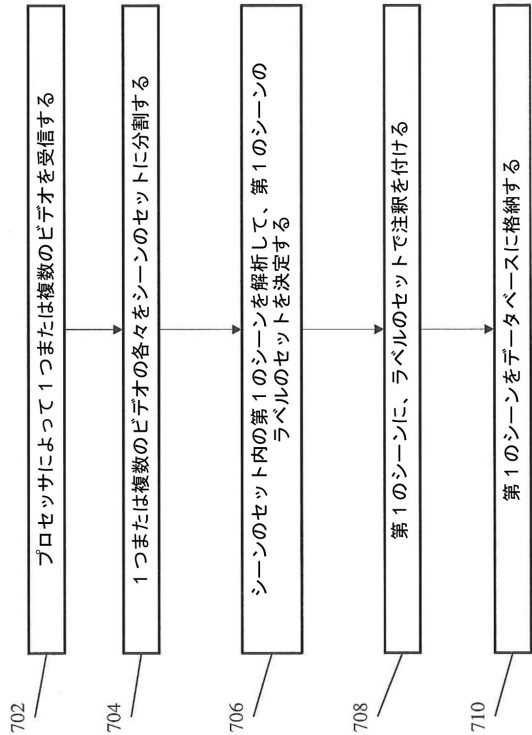 702
プロセッサによって１つまたは複数のビデオを受信する
704
１つまたは複数のビデオの各々をシーンのセットに分割する
706
シーンのセット内の第１のシーンを解析して、第１のシーンの
ラベルのセットを決定する
708
第１のシーンに、ラベルのセットで注釈を付ける
710
第１のシーンをデータベースに格納する